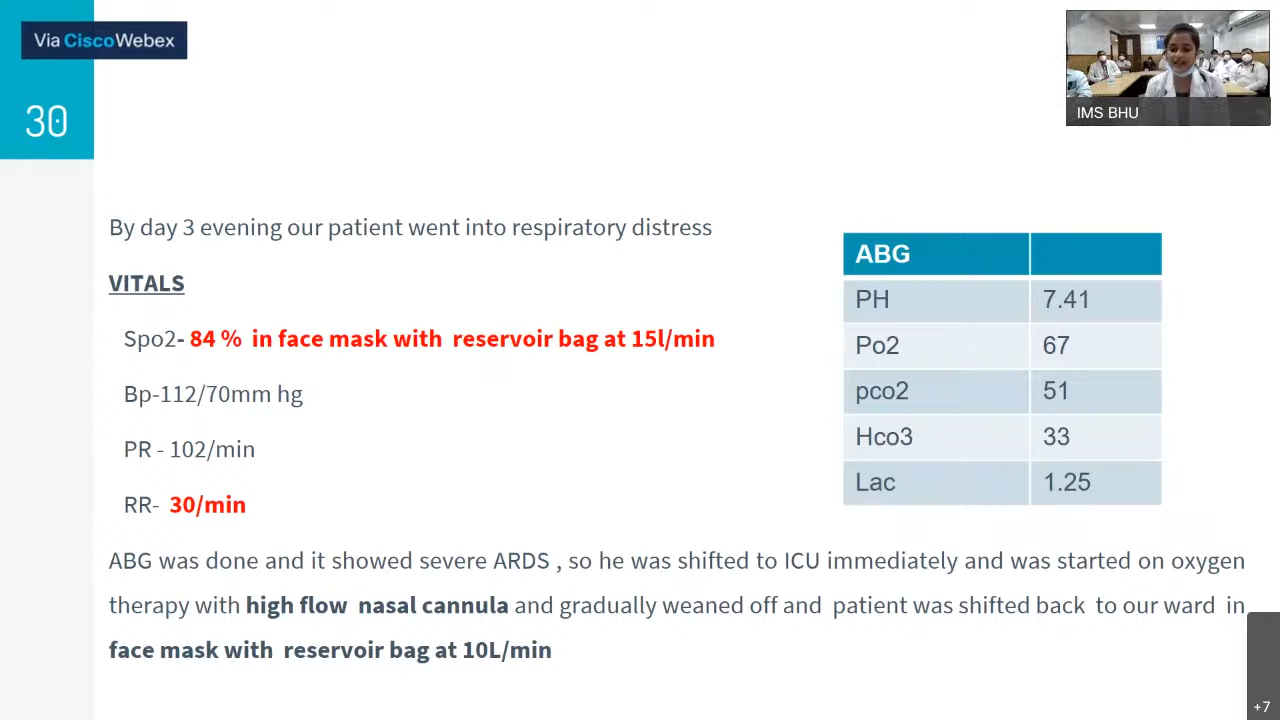 Via CiscoWebex
30
IMS BHU
By day 3 evening our patient went into respiratory distress
VITALS
Spo2- 84 % in face mask with reservoir bag at 15l/min
Bp-112/70mm hg
PR - 102/min
RR- 30/min
ABG
PH 7.41
Po2 67
pco2 51
Hco3 33
Lac 1.25
ABG was done and it showed severe ARDS , so he was shifted to ICU immediately and was started on oxygen
therapy with high flow nasal cannula and gradually weaned off and patient was shifted back to our ward in
face mask with reservoir bag at 10L/min
+7